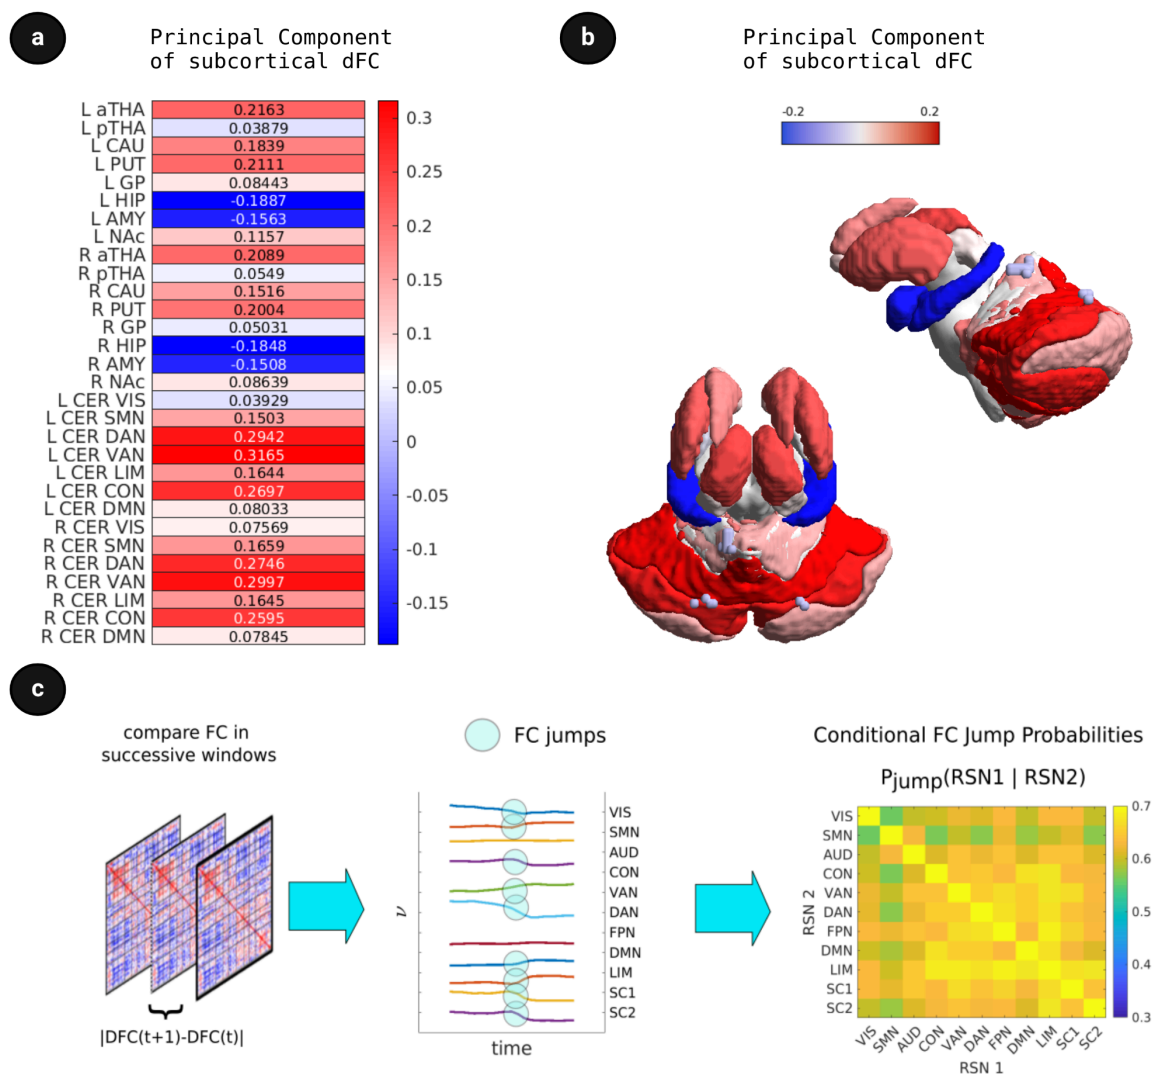 a
Principal Component
of subcortical dFC
L aTHA 0.2163
L pTHA 0.03879
L CAU 0.1839
L PUT 0.2111
L GP 0.08443
L HIP -0.1887
L AMY -0.1563
L NAc 0.1157
R aTHA 0.2089
R pTHA 0.0549
R CAU 0.1516
R PUT 0.2004
R GP 0.05031
R HIP -0.1848
R AMY -0.1508
R NAc 0.08639
L CER VIS 0.03929
L CER SMN 0.1503
L CER DAN 0.2942
L CER VAN 0.3165
L CER LIM 0.1644
L CER CON 0.2697
L CER DMN 0.08033
R CER VIS 0.07569
R CER SMN 0.1659
R CER DAN 0.2746
R CER VAN 0.2997
R CER LIM 0.1645
R CER CON 0.2595
R CER DMN 0.07845
0.3
0.25
0.2
0.15
0.1
0.05
0
-0.05
-0.1
-0.15
b
Principal Component
of subcortical dFC
-0.2 0.2
c
compare FC in
successive windows
|DFC(t+1)-DFC(t)|
FC jumps
ν
VIS
SMN
AUD
CON
VAN
DAN
FPN
DMN
LIM
SC1
SC2
time
Conditional FC Jump Probabilities
Pjump(RSN1 | RSN2)
RSN 2
VIS
SMN
AUD
CON
VAN
DAN
FPN
DMN
LIM
SC1
SC2
VIS SMN AUD CON VAN DAN FPN DMN LIM SC1 SC2
RSN 1
0.7
0.6
0.5
0.4
0.3